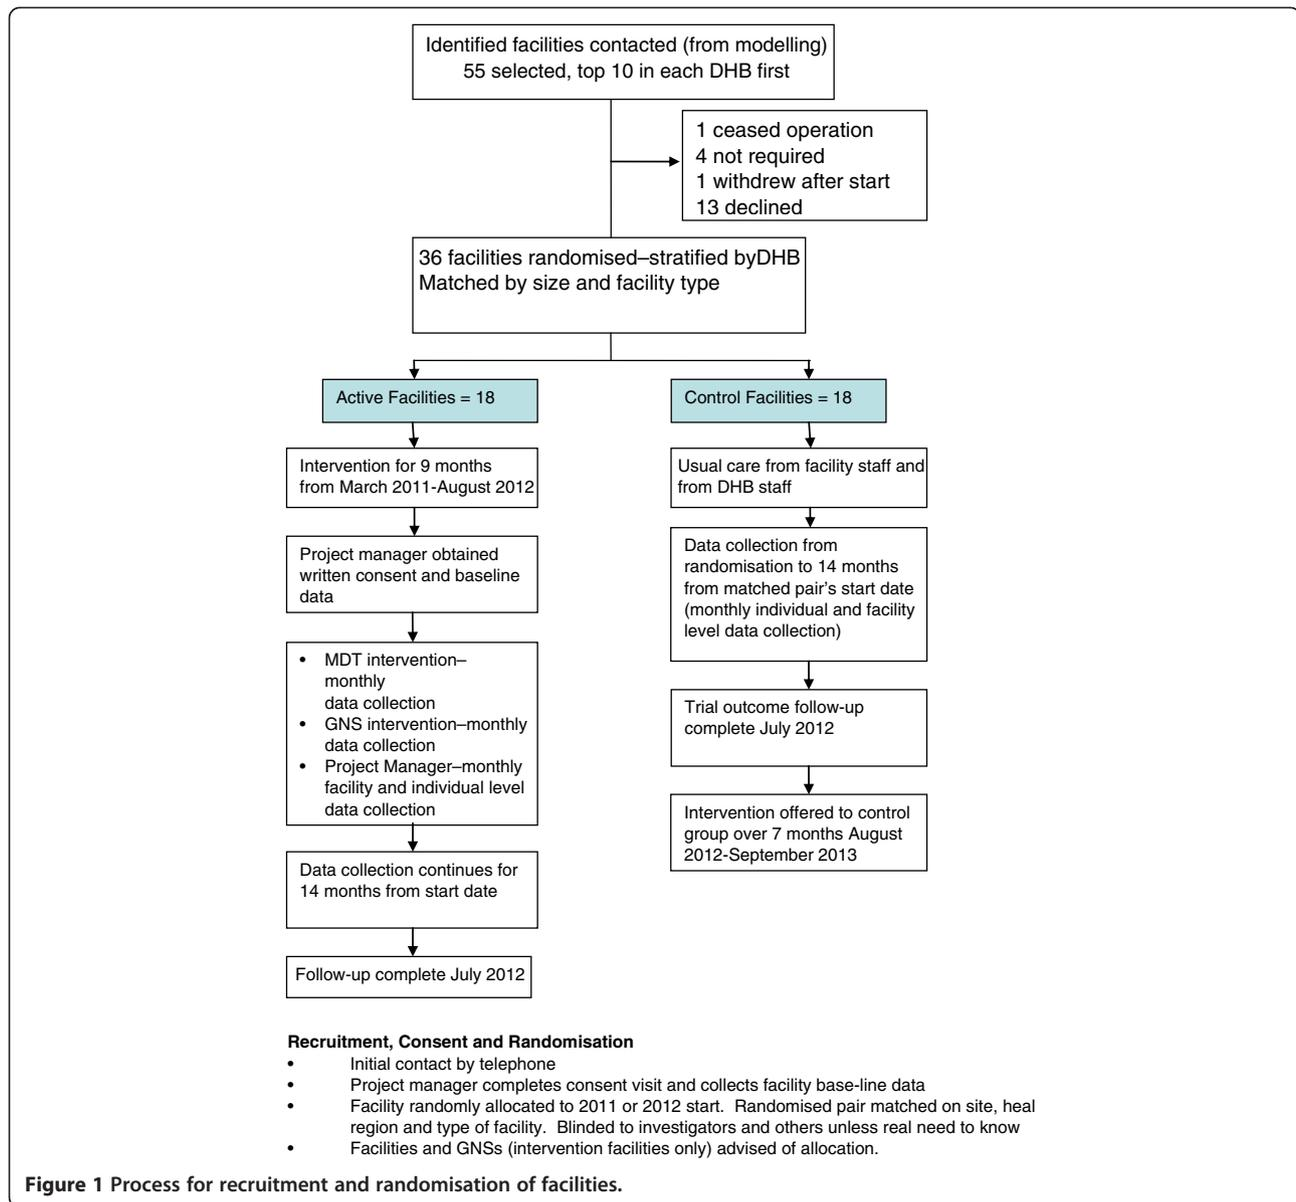 Identified facilities contacted (from modelling)
55 selected, top 10 in each DHB first
1 ceased operation
4 not required
1 withdrew after start
13 declined
36 facilities randomised–stratified byDHB
Matched by size and facility type
Active Facilities = 18
Control Facilities = 18
Intervention for 9 months
from March 2011-August 2012
Usual care from facility staff and
from DHB staff
Project manager obtained
written consent and baseline
data
Data collection from
randomisation to 14 months
from matched pair's start date
(monthly individual and facility
level data collection)
• MDT intervention–
monthly
data collection
• GNS intervention–monthly
data collection
• Project Manager–monthly
facility and individual level
data collection
Trial outcome follow-up
complete July 2012
Intervention offered to control
group over 7 months August
2012-September 2013
Data collection continues for
14 months from start date
Follow-up complete July 2012
Recruitment, Consent and Randomisation
• Initial contact by telephone
• Project manager completes consent visit and collects facility base-line data
• Facility randomly allocated to 2011 or 2012 start. Randomised pair matched on site, heal
region and type of facility. Blinded to investigators and others unless real need to know
• Facilities and GNSs (intervention facilities only) advised of allocation.
Figure 1 Process for recruitment and randomisation of facilities.